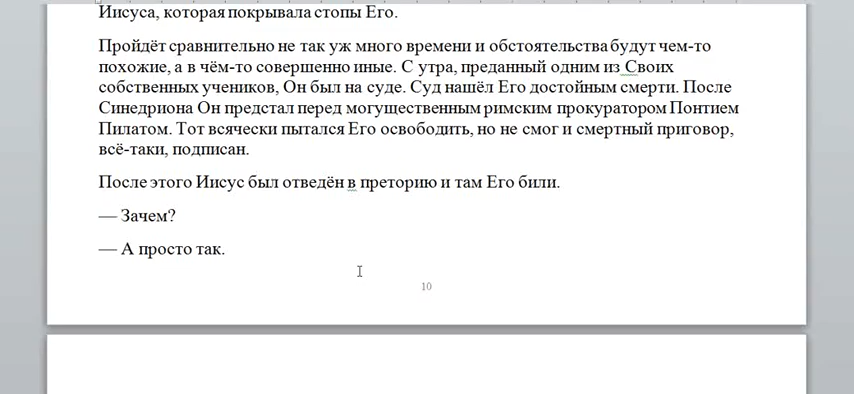 Иисуса, которая покрывала стопы Его.
Пройдёт сравнительно не так уж много времени и обстоятельства будут чем-то
похожие, а в чём-то совершенно иные. С утра, преданный одним из Своих
собственных учеников, Он был на суде. Суд нашёл Его достойным смерти. После
Синедриона Он предстал перед могущественным римским прокуратором Понтием
Пилатом. Тот всячески пытался Его освободить, но не смог и смертный приговор,
всё-таки, подписан.
После этого Иисус был отведён в преторию и там Его били.
— Зачем?
— А просто так.
10